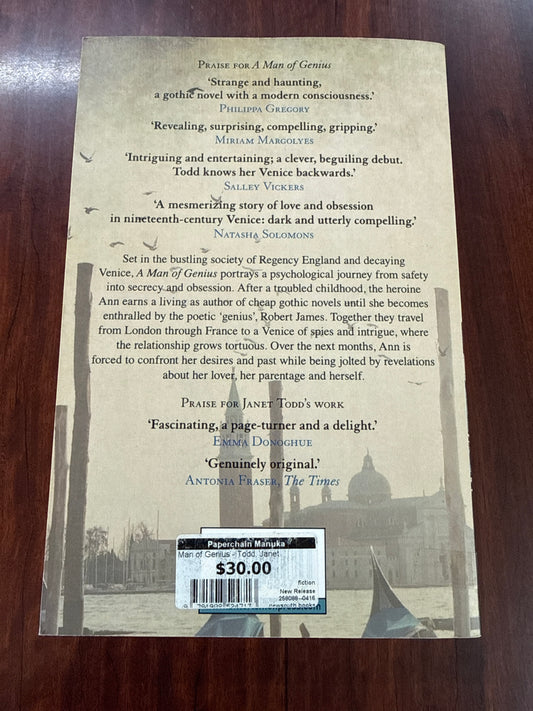 PRAISE FOR A Man of Genius
‘Strange and haunting,
a gothic novel with a modern consciousness.’
PHILIPPA GREGORY
‘Revealing, surprising, compelling, gripping.’
MIRIAM MARGOLYES
‘Intriguing and entertaining; a clever, beguiling debut.
Todd knows her Venice backwards.’
SALLEY VICKERS
‘A mesmerizing story of love and obsession
in nineteenth-century Venice: dark and utterly compelling.’
NATASHA SOLOMONS
Set in the bustling society of Regency England and decaying
Venice, A Man of Genius portrays a psychological journey from safety
into secrecy and obsession. After a troubled childhood, the heroine
Ann earns a living as author of cheap gothic novels until she becomes
enthralled by the poetic ‘genius’, Robert James. Together they travel
from London through France to a Venice of spies and intrigue, where
the relationship grows tortuous. Over the next months, Ann is
forced to confront her desires and past while being jolted by revelations
about her lover, her parentage and herself.
PRAISE FOR JANET TODD’S WORK
‘Fascinating, a page-turner and a delight.’
EMMA DONOGHUE
‘Genuinely original.’
ANTONIA FRASER, The Times
Paperchain Manuka
Man of Genius - Todd, Janet
$30.00
fiction
New Release